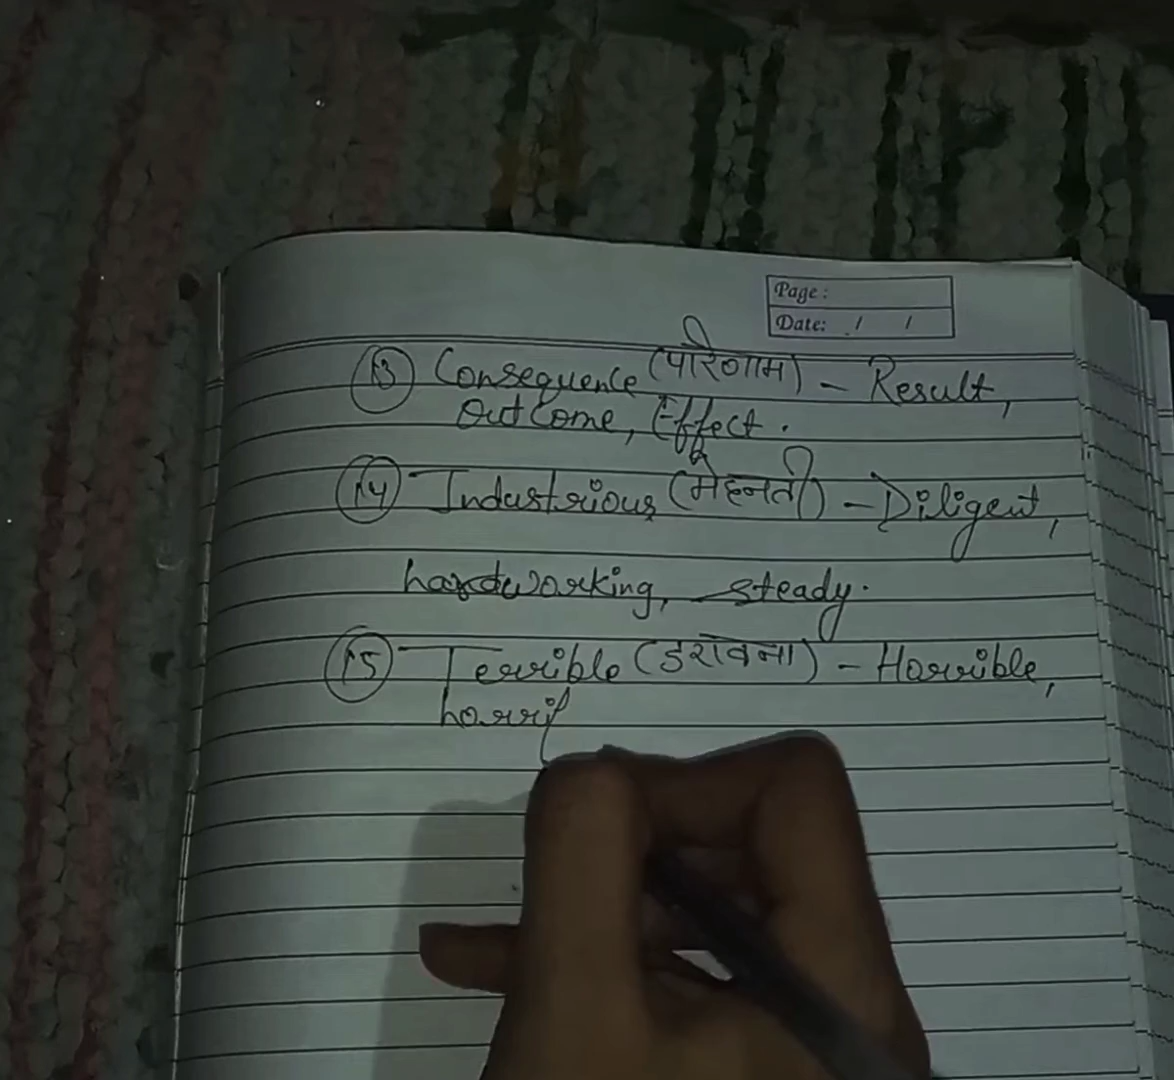 Page :
Date: / /
13 Consequence (परिणाम) - Result,
outcome, Effect.
14 Industrious (मेहनती) - Diligent,
hardworking, steady.
15 Terrible (डरावना) - Horrible,
horrif